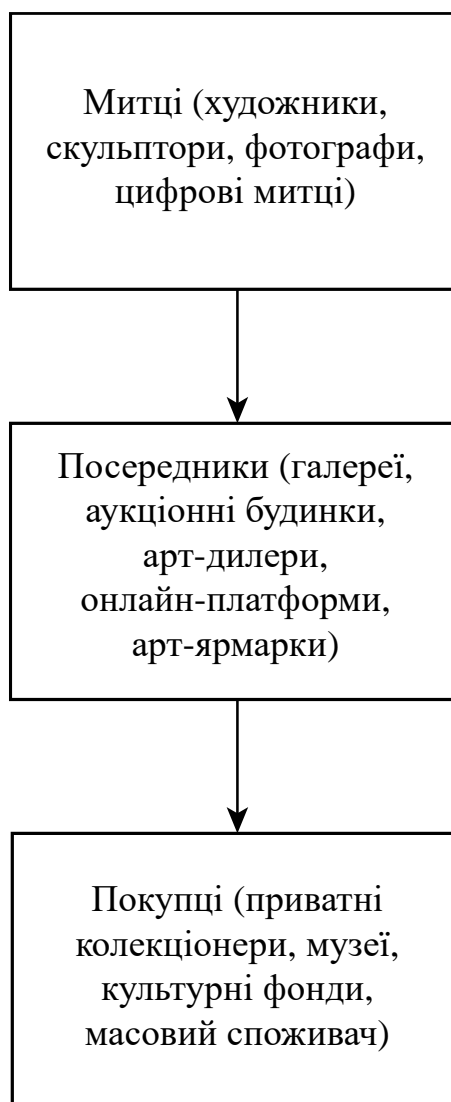 Митці (художники,
скульптори, фотографи,
цифрові митці)
Посередники (галереї,
аукціонні будинки,
арт-дилери,
онлайн-платформи,
арт-ярмарки)
Покупці (приватні
колекціонери, музеї,
культурні фонди,
масовий споживач)